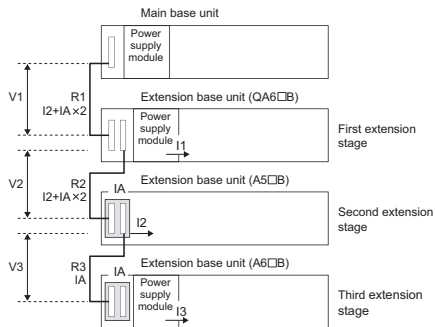 Main base unit
Power
supply
module
V1
R1
I2+IA×2
Extension base unit (QA6□B)
Power
supply
module
I1
First extension
stage
V2
R2
I2+IA×2
Extension base unit (A5□B)
IA
I2
Second extension
stage
V3
R3
IA
Extension base unit (A6□B)
IA
Power
supply
module
I3
Third extension
stage